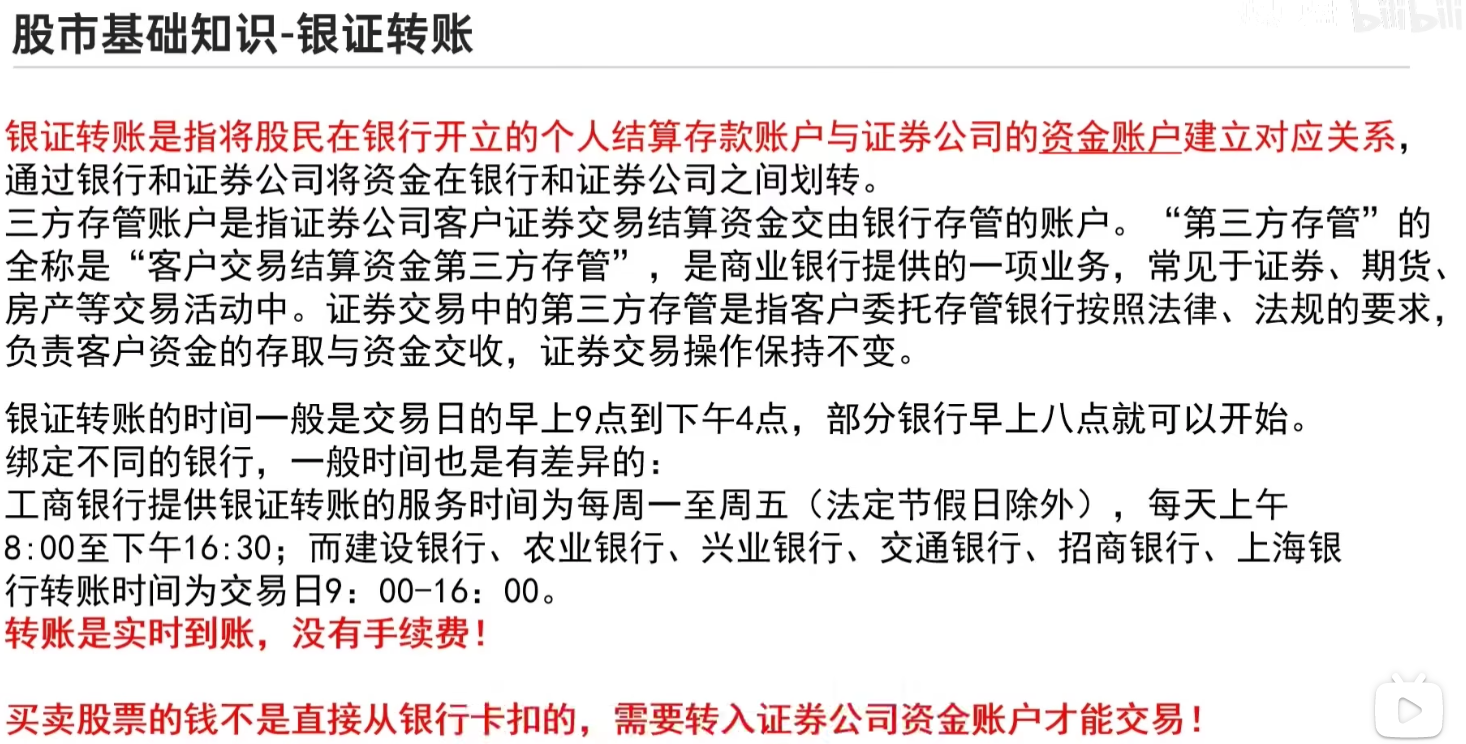 股市基础知识-银证转账
bilibili
银证转账是指将股民在银行开立的个人结算存款账户与证券公司的资金账户建立对应关系，
通过银行和证券公司将资金在银行和证券公司之间划转。
三方存管账户是指证券公司客户证券交易结算资金交由银行存管的账户。“第三方存管”的
全称是“客户交易结算资金第三方存管”，是商业银行提供的一项业务，常见于证券、期货、
房产等交易活动中。证券交易中的第三方存管是指客户委托存管银行按照法律、法规的要求，
负责客户资金的存取与资金交收，证券交易操作保持不变。
银证转账的时间一般是交易日的早上9点到下午4点，部分银行早上八点就可以开始。
绑定不同的银行，一般时间也是有差异的：
工商银行提供银证转账的服务时间为每周一至周五（法定节假日除外），每天上午
8:00至下午16:30；而建设银行、农业银行、兴业银行、交通银行、招商银行、上海银
行转账时间为交易日9：00-16：00。
转账是实时到账，没有手续费！
买卖股票的钱不是直接从银行卡扣的，需要转入证券公司资金账户才能交易！